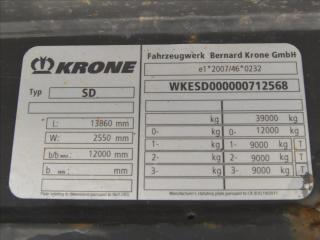 KRONE
Fahrzeugwerk Bernard Krone GmbH
e1*2007/46*0232
Typ SD
WKESD000000712568
L: 13860 mm
W: 2550 mm
b/b max.: 12000 mm
b mm
kg 39000 kg
0- kg 0- 12000 kg
1- kg 1- 9000 kg T
2- kg 2- 9000 kg
3- kg 3- 9000 kg T